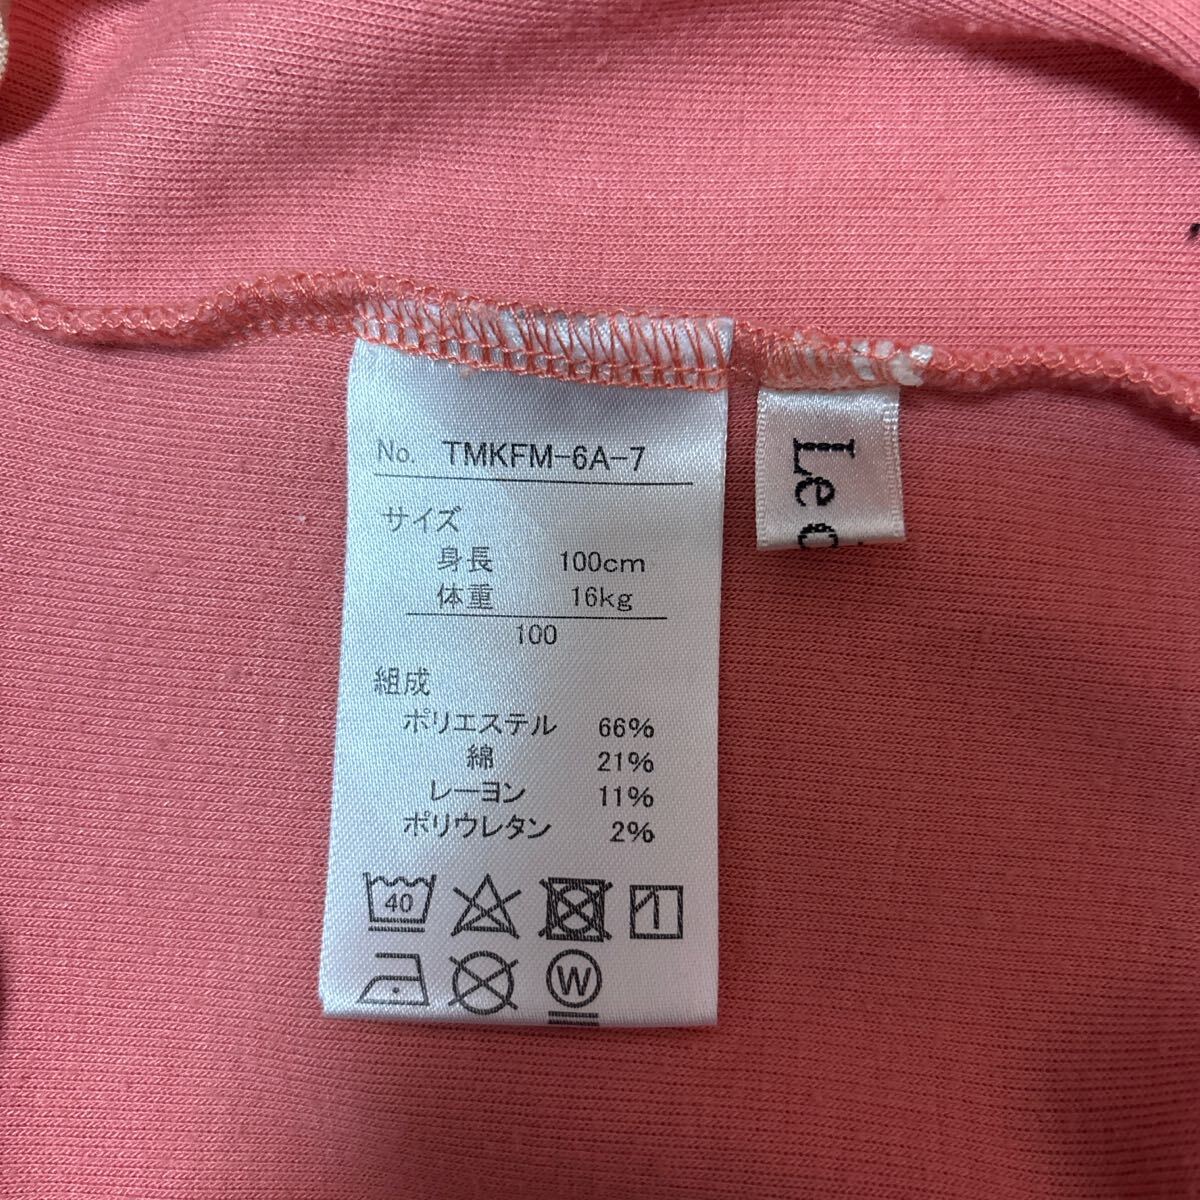 No. TMKFM-6A-7
サイズ
身長 100cm
体重 16kg
100
組成
ポリエステル 66%
綿 21%
レーヨン 11%
ポリウレタン 2%
40
W
Le